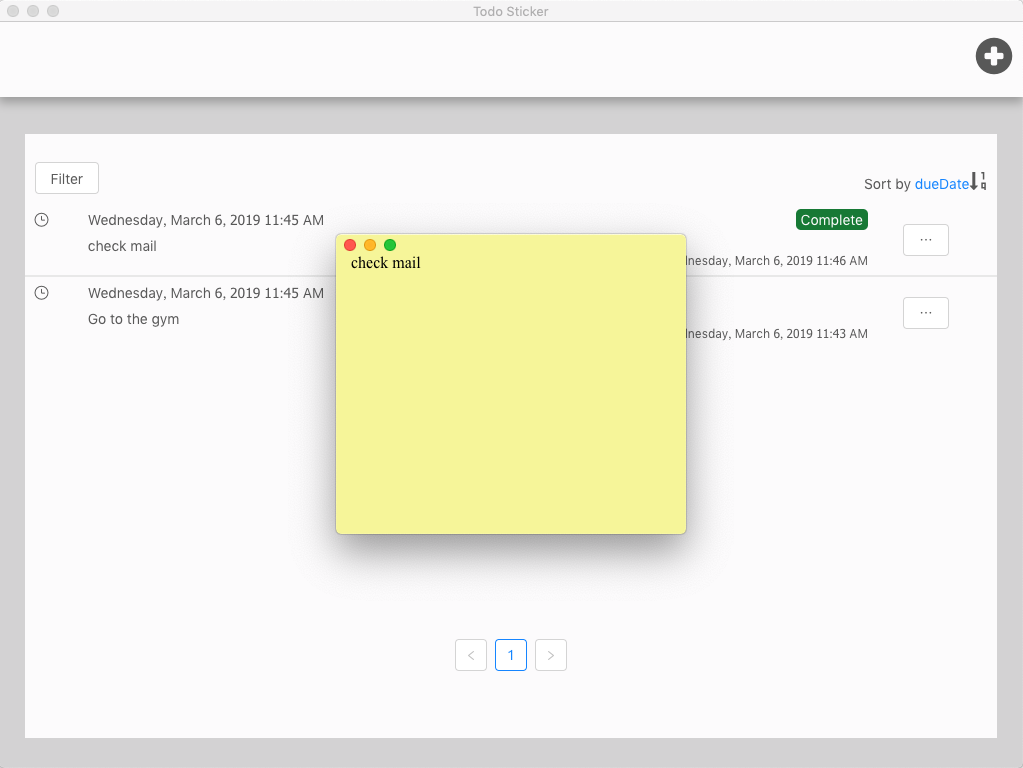 Todo Sticker
Filter
Sort by dueDate
Wednesday, March 6, 2019 11:45 AM
Complete
check mail
March 6, 2019 11:46 AM
...
check mail
Wednesday, March 6, 2019 11:45 AM
Go to the gym
March 6, 2019 11:43 AM
...
< 1 >